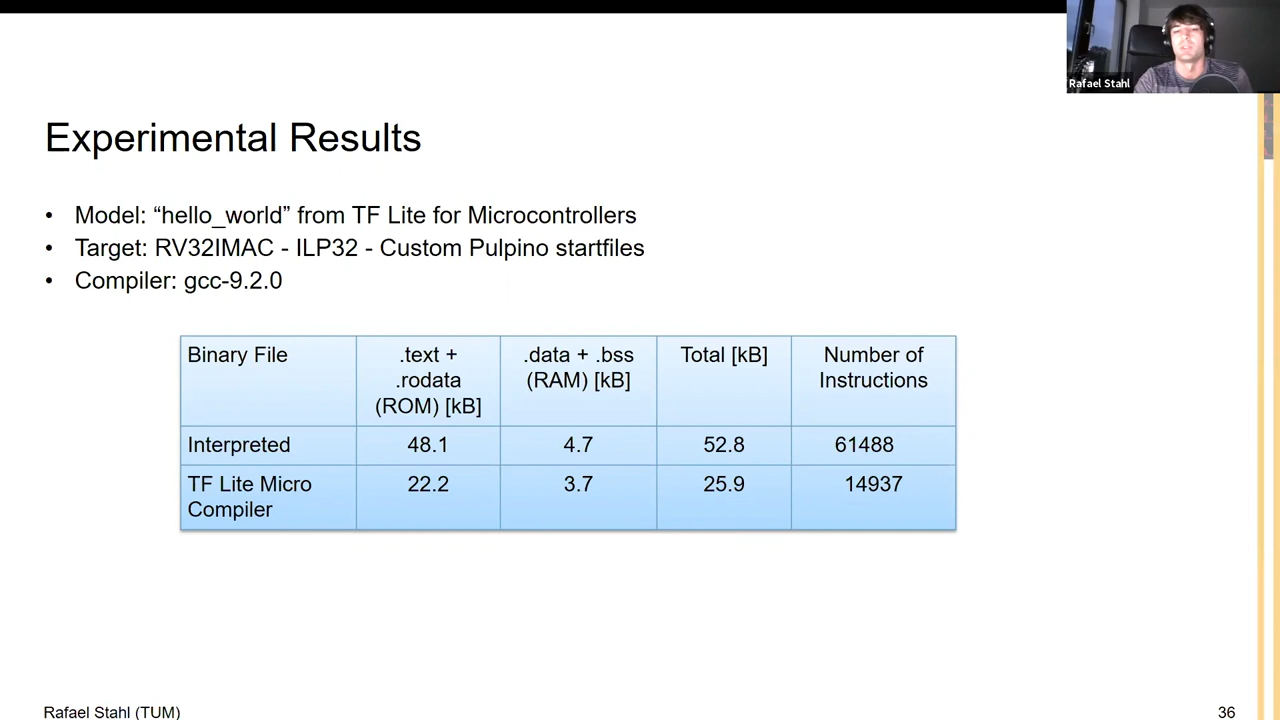 Rafael Stahl
Experimental Results
• Model: “hello_world” from TF Lite for Microcontrollers
• Target: RV32IMAC - ILP32 - Custom Pulpino startfiles
• Compiler: gcc-9.2.0
Binary File
.text +
.rodata
(ROM) [kB]
.data + .bss
(RAM) [kB]
Total [kB]
Number of
Instructions
Interpreted 48.1 4.7 52.8 61488
TF Lite Micro
Compiler
22.2 3.7 25.9 14937
Rafael Stahl (TUM)
36